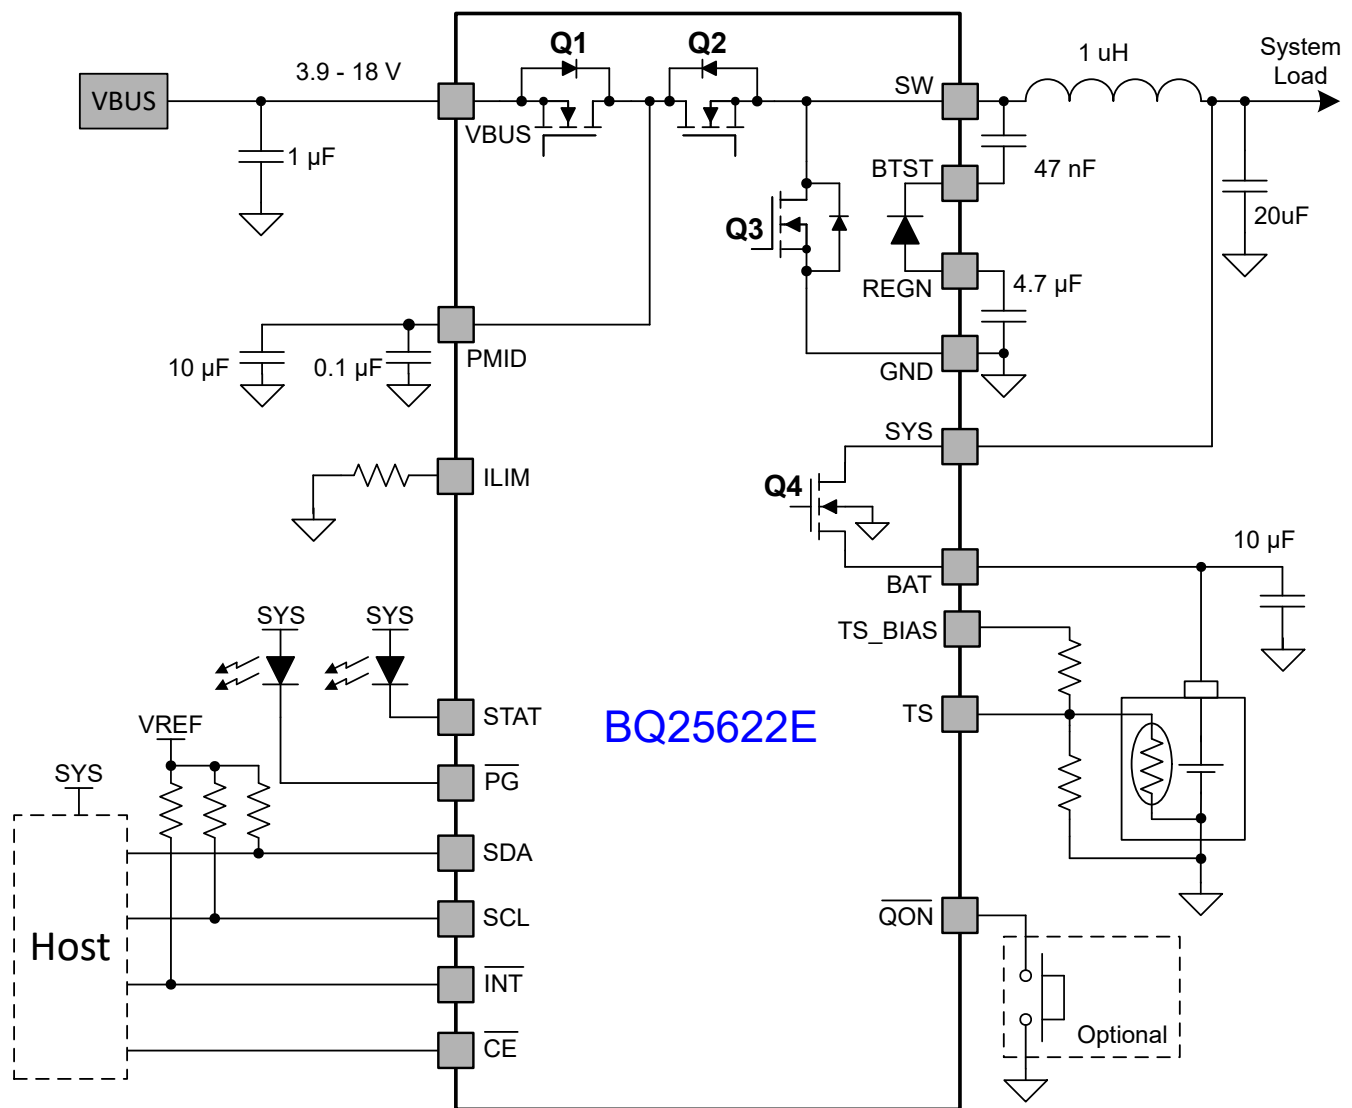 Q1
Q2
3.9 - 18 V
1 uH
System
Load
VBUS
SW
VBUS
1 µF
BTST
47 nF
20uF
Q3
REGN
4.7 µF
10 µF
0.1 µF
PMID
GND
SYS
ILIM
Q4
10 µF
BAT
SYS
SYS
TS_BIAS
STAT
BQ25622E
TS
VREF
SYS
PG
SDA
Host
SCL
QON
INT
Optional
CE